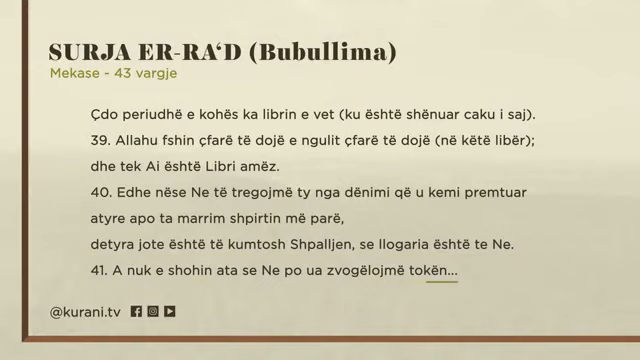 SURJA ER-RA‘D (Bubullima)
Mekase - 43 vargje
Çdo periudhë e kohës ka librin e vet (ku është shënuar caku i saj).
39. Allahu fshin çfarë të dojë e ngulit çfarë të dojë (në këtë libër);
dhe tek Ai është Libri amëz.
40. Edhe nëse Ne të tregojmë ty nga dënimi që u kemi premtuar
atyre apo ta marrim shpirtin më parë,
detyra jote është të kumtosh Shpalljen, se llogaria është te Ne.
41. A nuk e shohin ata se Ne po ua zvogëlojmë tokën...
@kurani.tv